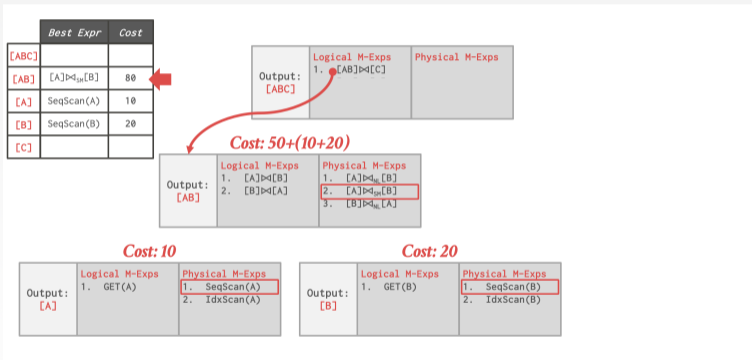 Best Expr Cost
[ABC]
[AB] [A]⋈SM[B] 80
[A] SeqScan(A) 10
[B] SeqScan(B) 20
[C]
Output:
[ABC]
Logical M-Exps
1. [AB]⋈[C]
Physical M-Exps
Cost: 50+(10+20)
Output:
[AB]
Logical M-Exps
1. [A]⋈[B]
2. [B]⋈[A]
Physical M-Exps
1. [A]⋈NL[B]
2. [A]⋈SM[B]
3. [B]⋈NL[A]
Cost: 10
Output:
[A]
Logical M-Exps
1. GET(A)
Physical M-Exps
1. SeqScan(A)
2. IdxScan(A)
Cost: 20
Output:
[B]
Logical M-Exps
1. GET(B)
Physical M-Exps
1. SeqScan(B)
2. IdxScan(B)